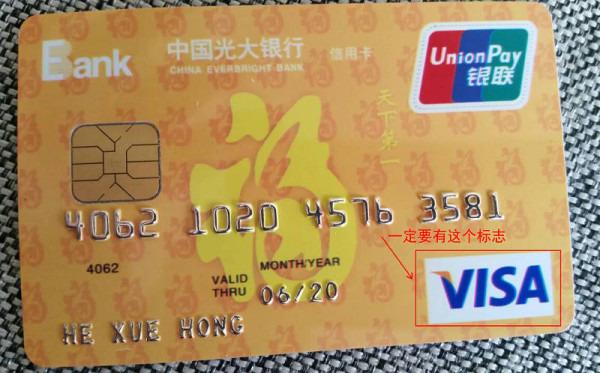 Bank
中国光大银行 信用卡
CHINA EVERBRIGHT BANK
UnionPay
银联
天下第一
福
4062 1020 4576 3581
一定要有这个标志
4062
MONTH/YEAR
VALID THRU 06/20
VISA
HE XUE HONG